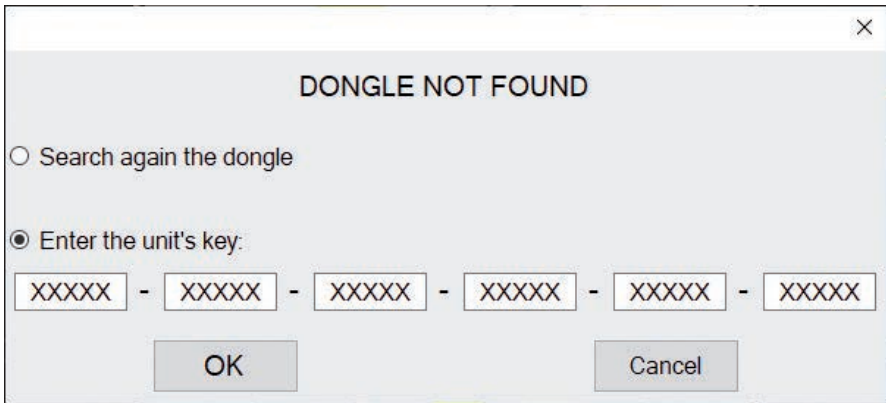 DONGLE NOT FOUND
Search again the dongle
Enter the unit's key:
XXXXX - XXXXX - XXXXX - XXXXX - XXXXX - XXXXX
OK Cancel